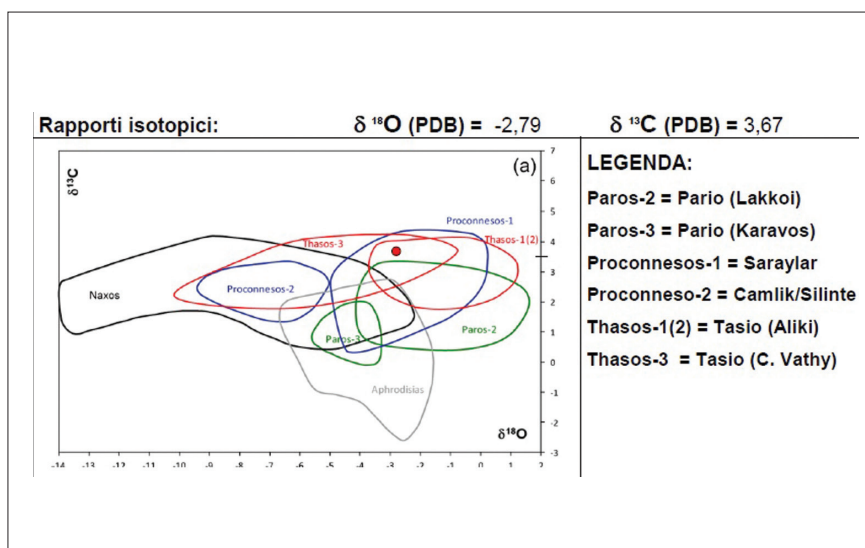 Rapporti isotopici: δ ¹⁸O (PDB) = -2,79 δ ¹³C (PDB) = 3,67
(a)
δ¹³C
7
6
5
4
3
2
1
0
-1
-2
-3
Proconnesos-1
Thasos-3
Thasos-1(2)
Naxos
Proconnesos-2
Paros-3
Paros-2
Aphrodisias
δ¹⁸O
-14 -13 -12 -11 -10 -9 -8 -7 -6 -5 -4 -3 -2 -1 0 1 2
LEGENDA:
Paros-2 = Pario (Lakkoi)
Paros-3 = Pario (Karavos)
Proconnesos-1 = Saraylar
Proconneso-2 = Camlik/Silinte
Thasos-1(2) = Tasio (Aliki)
Thasos-3 = Tasio (C. Vathy)